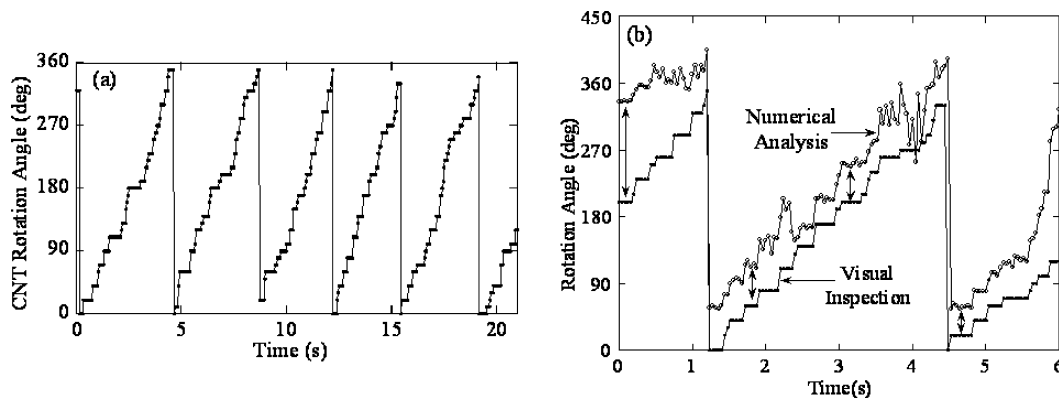 (a)
CNT Rotation Angle (deg)
360
270
180
90
0
0 5 10 15 20
Time (s)
(b)
Rotation Angle (deg)
450
360
270
180
90
0
Numerical
Analysis
Visual
Inspection
0 1 2 3 4 5 6
Time(s)